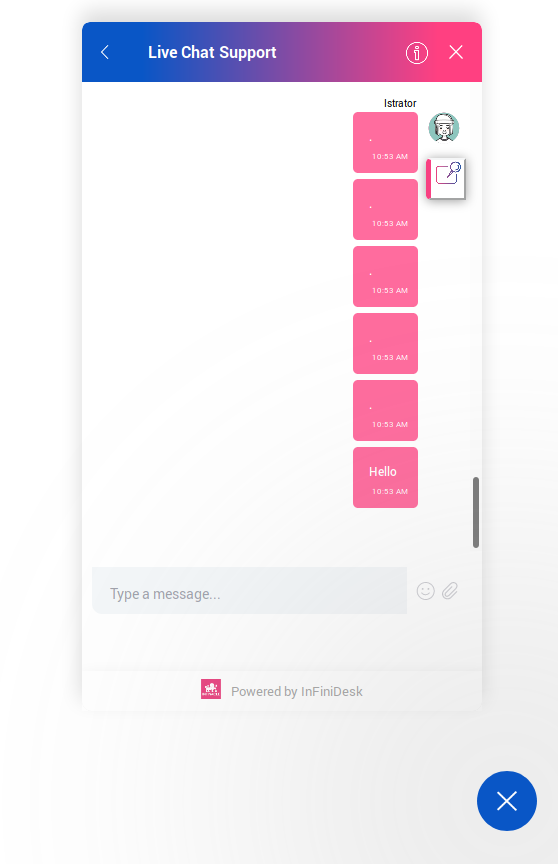 Live Chat Support
Istrator
.
10:53 AM
.
10:53 AM
.
10:53 AM
.
10:53 AM
.
10:53 AM
Hello
10:53 AM
Type a message...
Powered by InFiniDesk